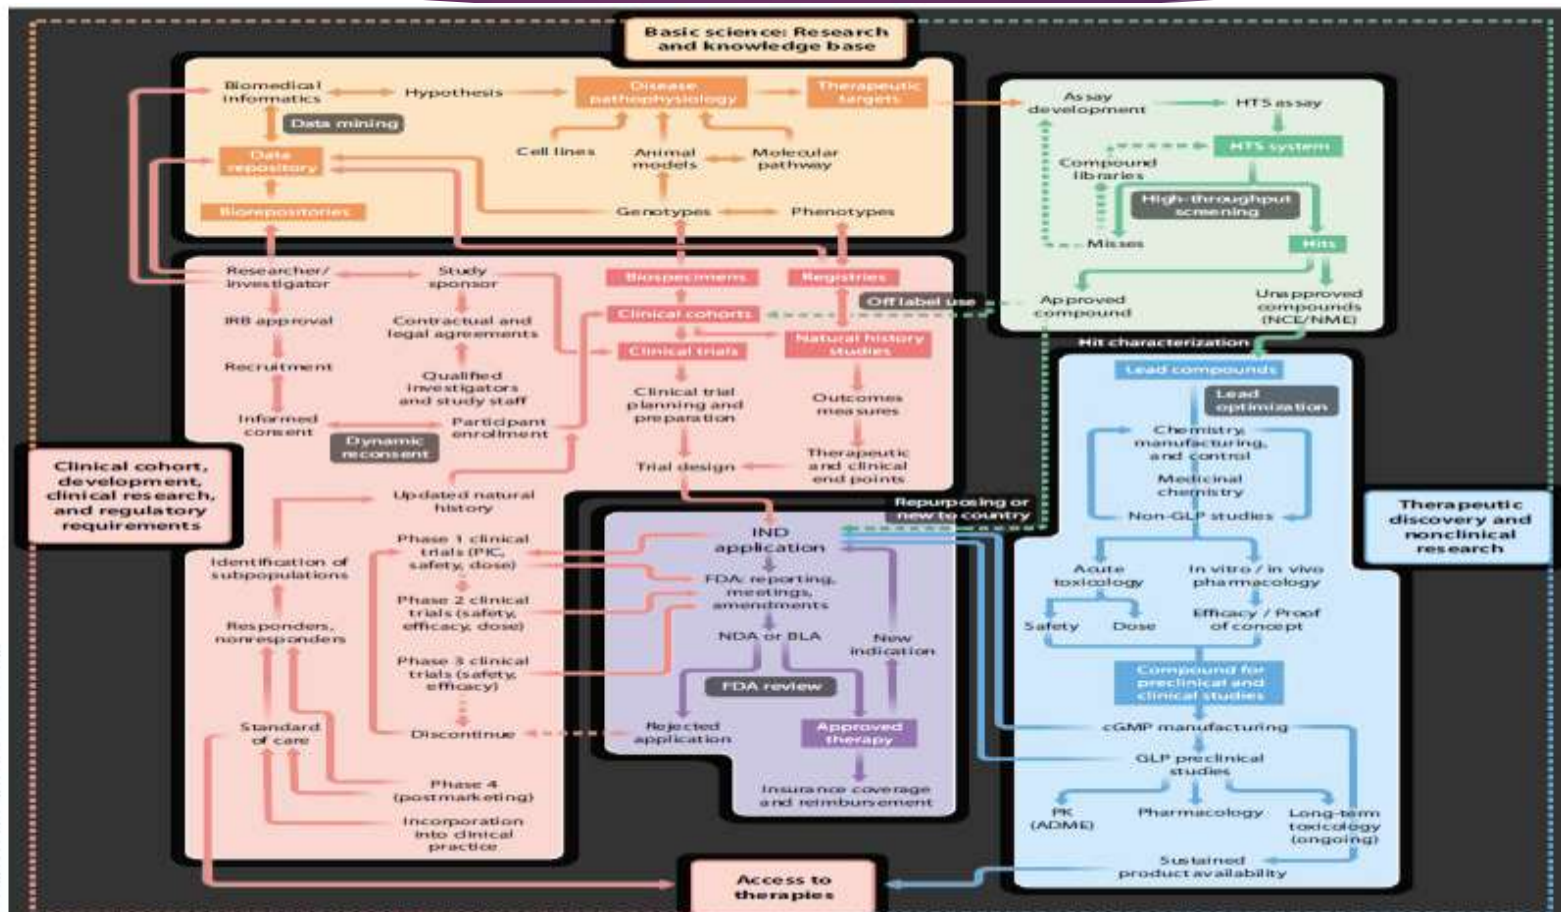 Basic science: Research
and knowledge base
Biomedical
informatics
Hypothesis
Disease
pathophysiology
Therapeutic
targets
Data mining
Data
repository
Cell lines
Animal
models
Molecular
pathway
Biorepositories
Genotypes
Phenotypes
Assay
development
HTS assay
HTS system
Compound
libraries
High-throughput
screening
Misses
Hits
Approved
compound
Unapproved
compounds
(NCE/NME)
Off label use
Hit characterization
Researcher/
investigator
Study
sponsor
Biospecimens
Registries
IRB approval
Contractual and
legal agreements
Clinical cohorts
Clinical trials
Natural history
studies
Recruitment
Qualified
investigators
and study staff
Clinical trial
planning and
preparation
Outcomes
measures
Informed
consent
Participant
enrollment
Dynamic
reconsent
Trial design
Therapeutic
and clinical
end points
Clinical cohort,
development,
clinical research,
and regulatory
requirements
Updated natural
history
Identification of
subpopulations
Responders,
nonresponders
Standard
of care
Phase 1 clinical
trials (PIC,
safety, dose)
Phase 2 clinical
trials (safety,
efficacy, dose)
Phase 3 clinical
trials (safety,
efficacy)
Discontinue
Phase 4
(postmarketing)
Incorporation
into clinical
practice
Repurposing or
new to country
IND
application
FDA: reporting,
meetings,
amendments
NDA or BLA
New
indication
FDA review
Rejected
application
Approved
therapy
Insurance coverage
and reimbursement
Lead compounds
Lead
optimization
Chemistry,
manufacturing,
and control
Medicinal
chemistry
Non-GLP studies
Therapeutic
discovery and
nonclinical
research
Acute
toxicology
In vitro / in vivo
pharmacology
Safety
Dose
Efficacy / Proof
of concept
Compound for
preclinical and
clinical studies
cGMP manufacturing
GLP preclinical
studies
PK
(ADME)
Pharmacology
Long-term
toxicology
(ongoing)
Sustained
product availability
Access to
therapies